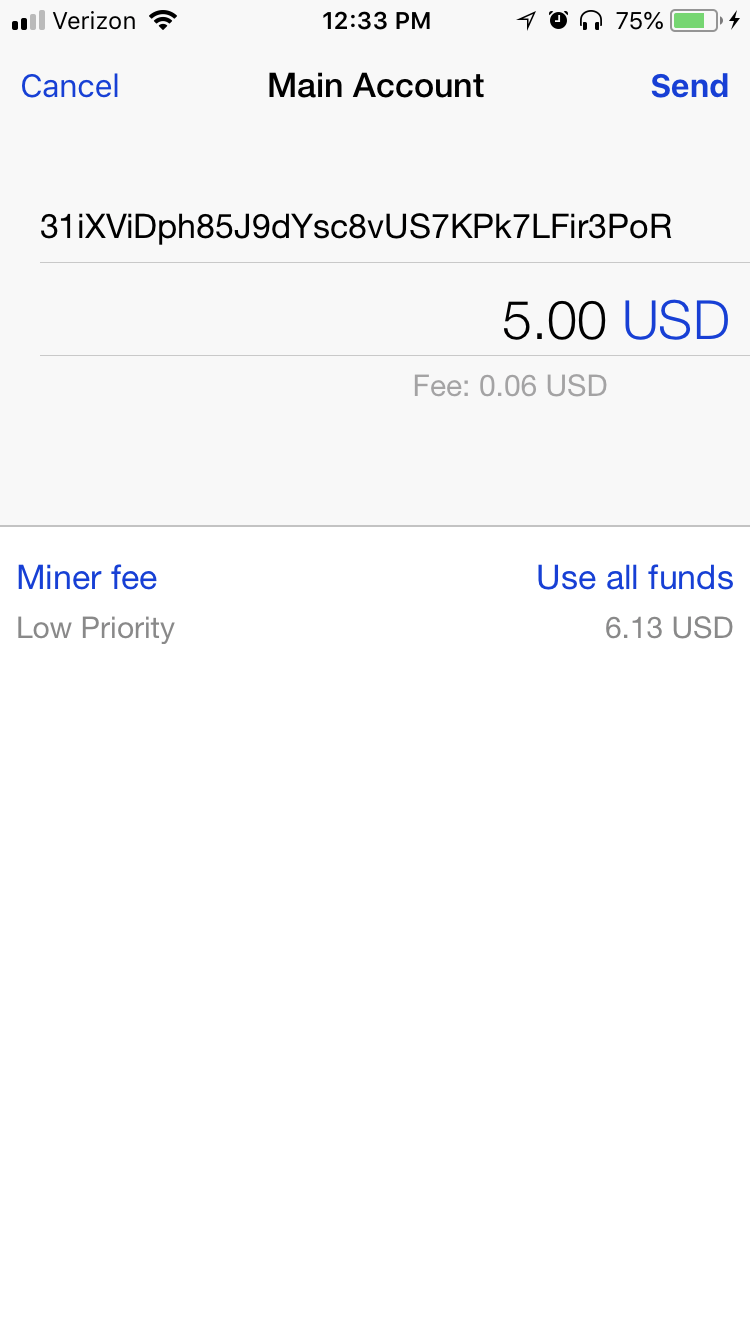 Verizon 12:33 PM 75%
Cancel Main Account Send
31iXViDph85J9dYsc8vUS7KPk7LFir3PoR
5.00 USD
Fee: 0.06 USD
Miner fee Use all funds
Low Priority 6.13 USD